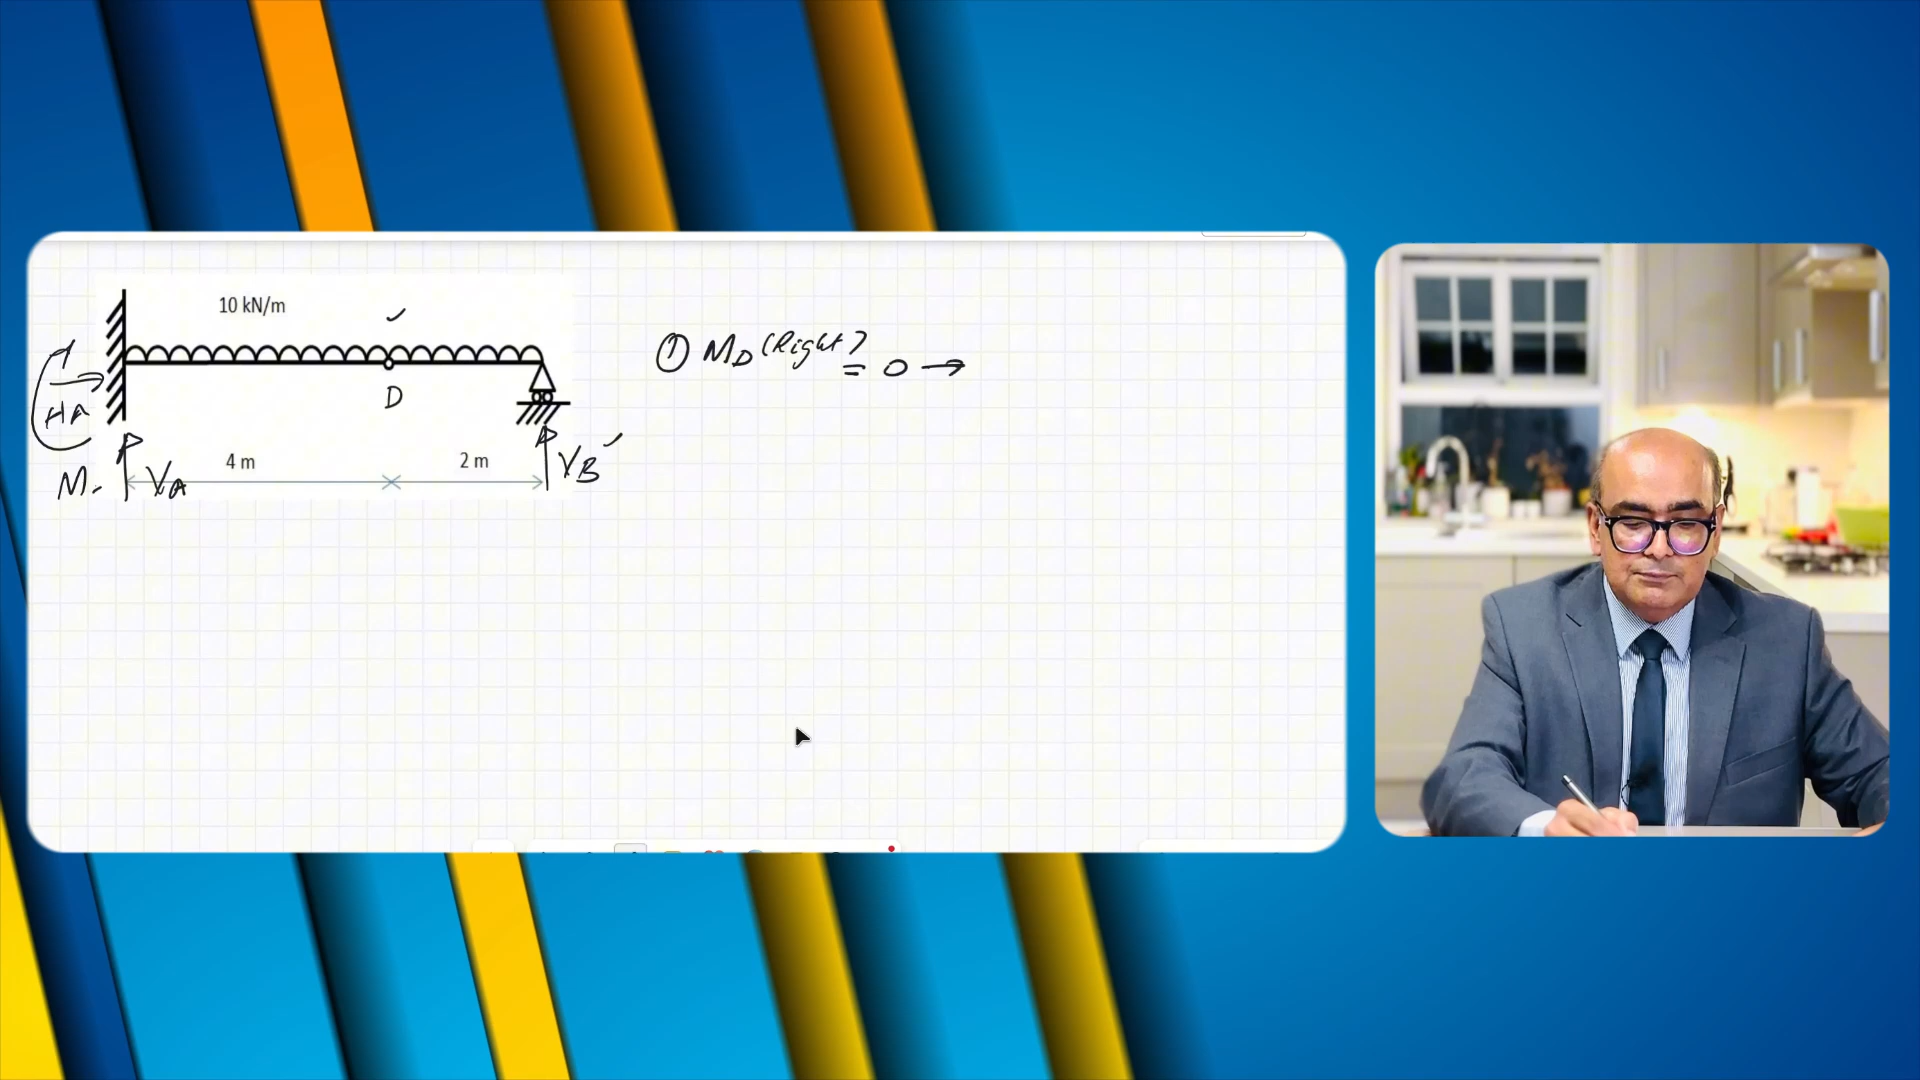 10 kN/m
① MD (Right) = 0 →
HA
D
4 m
2 m
VB
M
VA